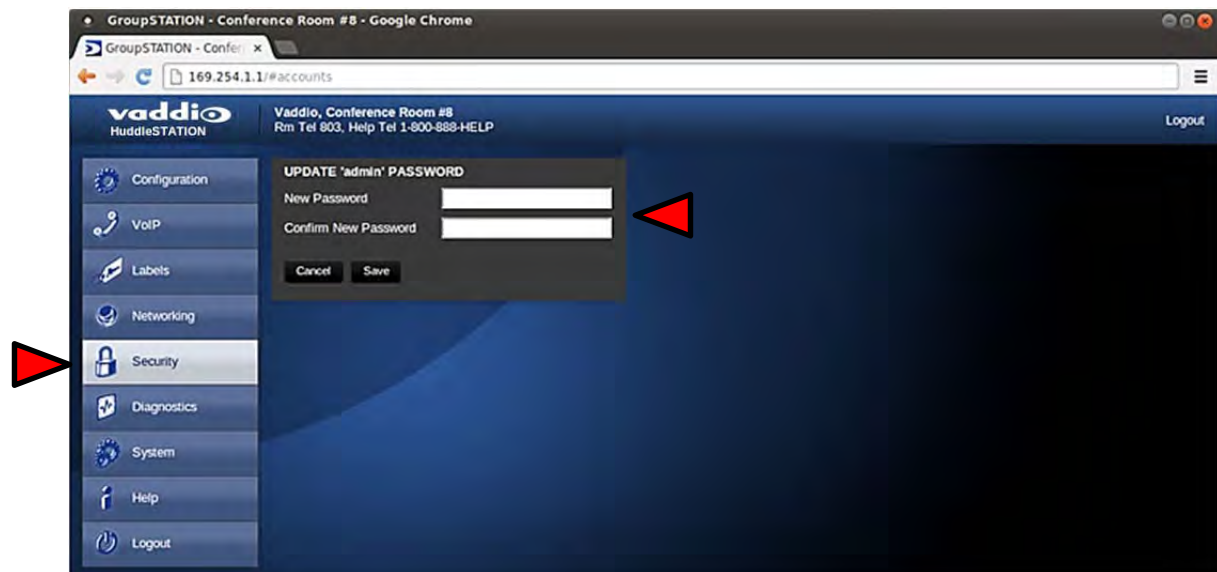 GroupSTATION - Conference Room #8 - Google Chrome
GroupSTATION - Confer
169.254.1.1/#accounts
vaddio
HuddleSTATION
Vaddio, Conference Room #8
Rm Tel 803, Help Tel 1-800-888-HELP
Logout
Configuration
VoIP
Labels
Networking
Security
Diagnostics
System
Help
Logout
UPDATE 'admin' PASSWORD
New Password
Confirm New Password
Cancel Save